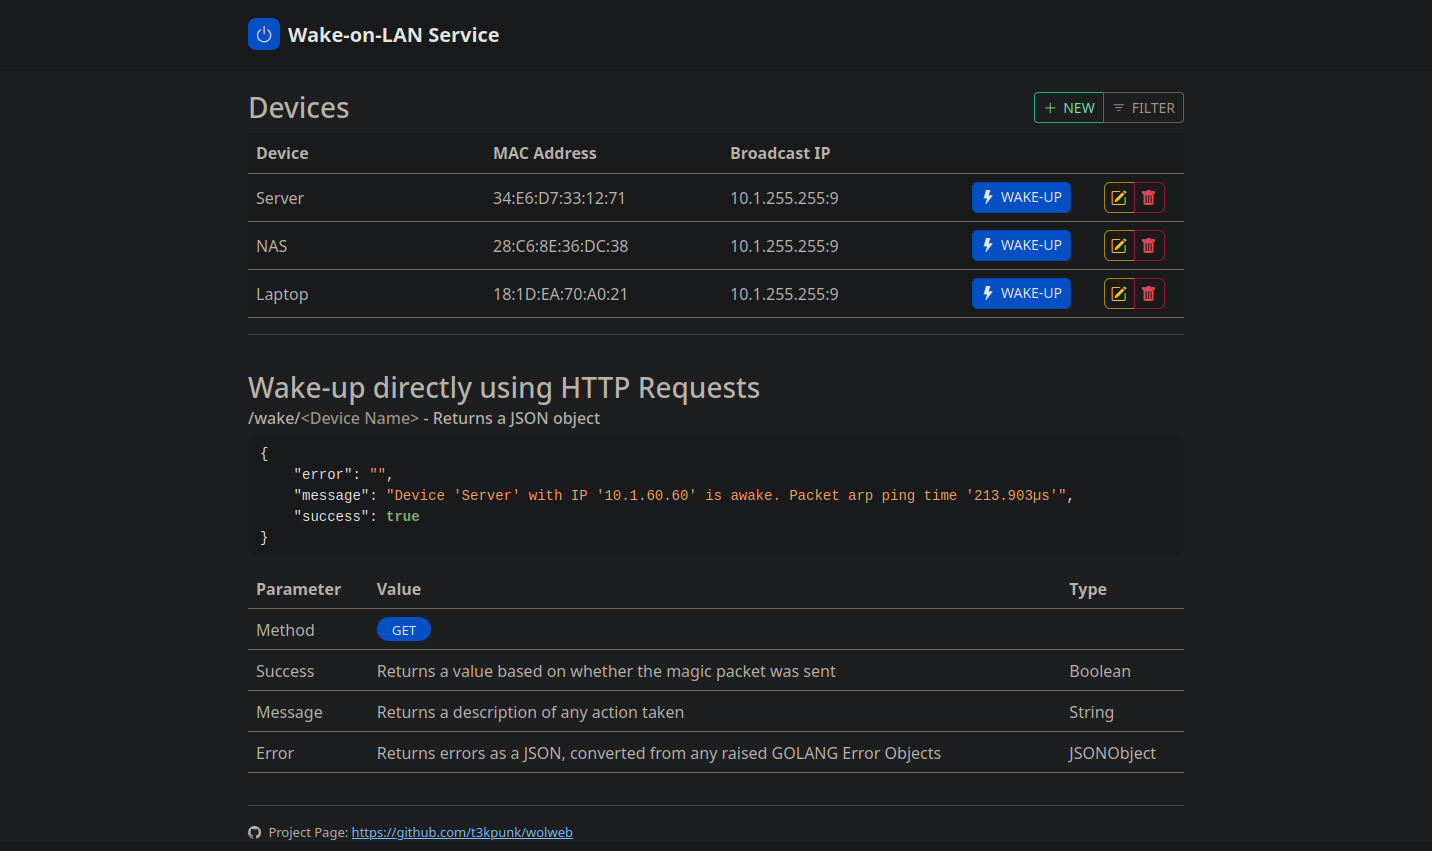 Wake-on-LAN Service
Devices
NEW FILTER
Device MAC Address Broadcast IP
Server 34:E6:D7:33:12:71 10.1.255.255:9 WAKE-UP
NAS 28:C6:8E:36:DC:38 10.1.255.255:9 WAKE-UP
Laptop 18:1D:EA:70:A0:21 10.1.255.255:9 WAKE-UP
Wake-up directly using HTTP Requests
/wake/<Device Name> - Returns a JSON object
{
"error": "",
"message": "Device 'Server' with IP '10.1.60.60' is awake. Packet arp ping time '213.903µs'",
"success": true
}
Parameter Value Type
Method GET
Success Returns a value based on whether the magic packet was sent Boolean
Message Returns a description of any action taken String
Error Returns errors as a JSON, converted from any raised GOLANG Error Objects JSONObject
Project Page: https://github.com/t3kpunk/wolweb